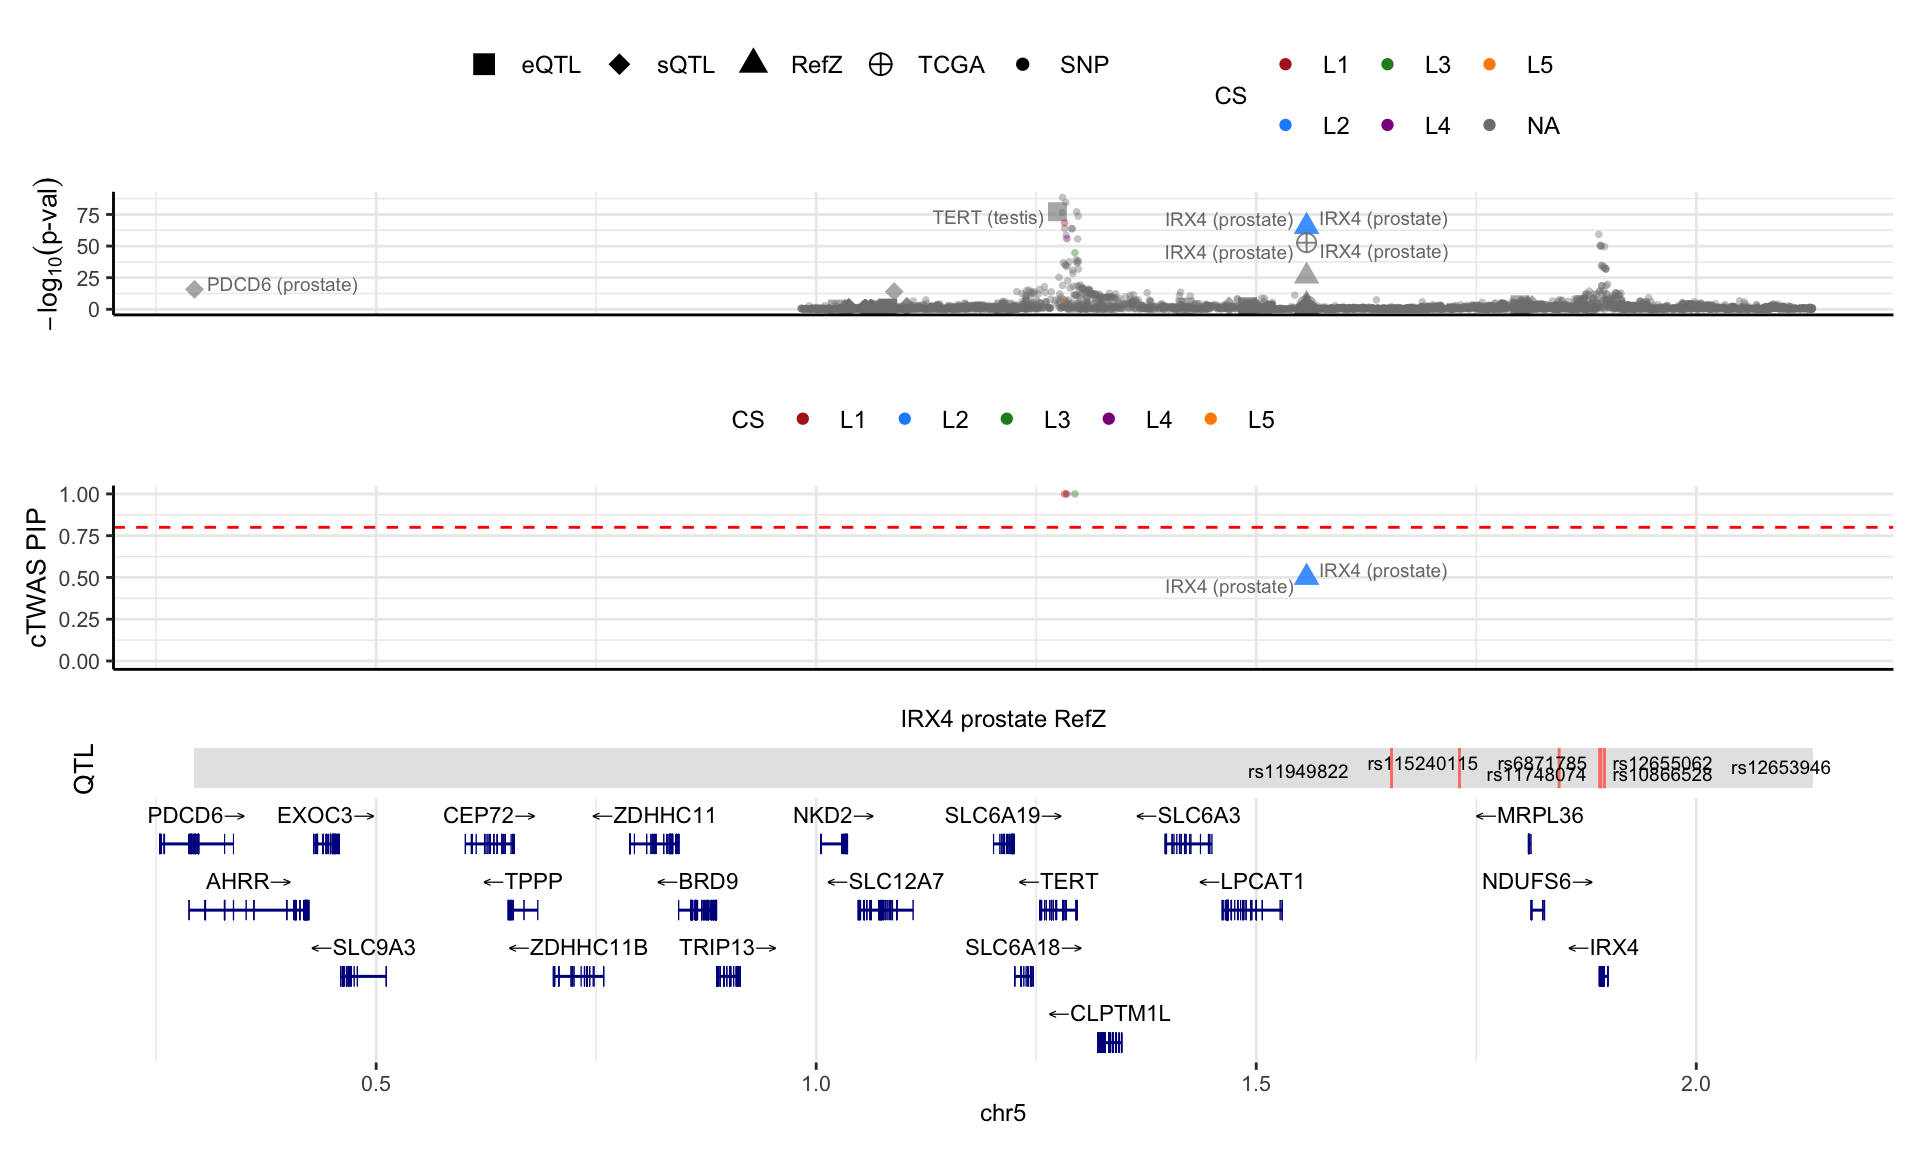 eQTL sQTL RefZ TCGA SNP
CS
L1 L3 L5
L2 L4 NA
−log10(p-val)
75
50
25
0
TERT (testis)
IRX4 (prostate) IRX4 (prostate)
IRX4 (prostate) IRX4 (prostate)
PDCD6 (prostate)
CS L1 L2 L3 L4 L5
cTWAS PIP
1.00
0.75
0.50
0.25
0.00
IRX4 (prostate)
IRX4 (prostate)
IRX4 prostate RefZ
QTL
rs11949822 rs115240115 rs6871785 rs11748074 rs12655062 rs10866528 rs12653946
PDCD6→ EXOC3→ CEP72→ ←ZDHHC11 NKD2→ SLC6A19→ ←SLC6A3 ←MRPL36
AHRR→ ←TPPP ←BRD9 ←SLC12A7 ←TERT ←LPCAT1 NDUFS6→
←SLC9A3 ←ZDHHC11B TRIP13→ SLC6A18→ ←IRX4
←CLPTM1L
0.5 1.0 1.5 2.0
chr5